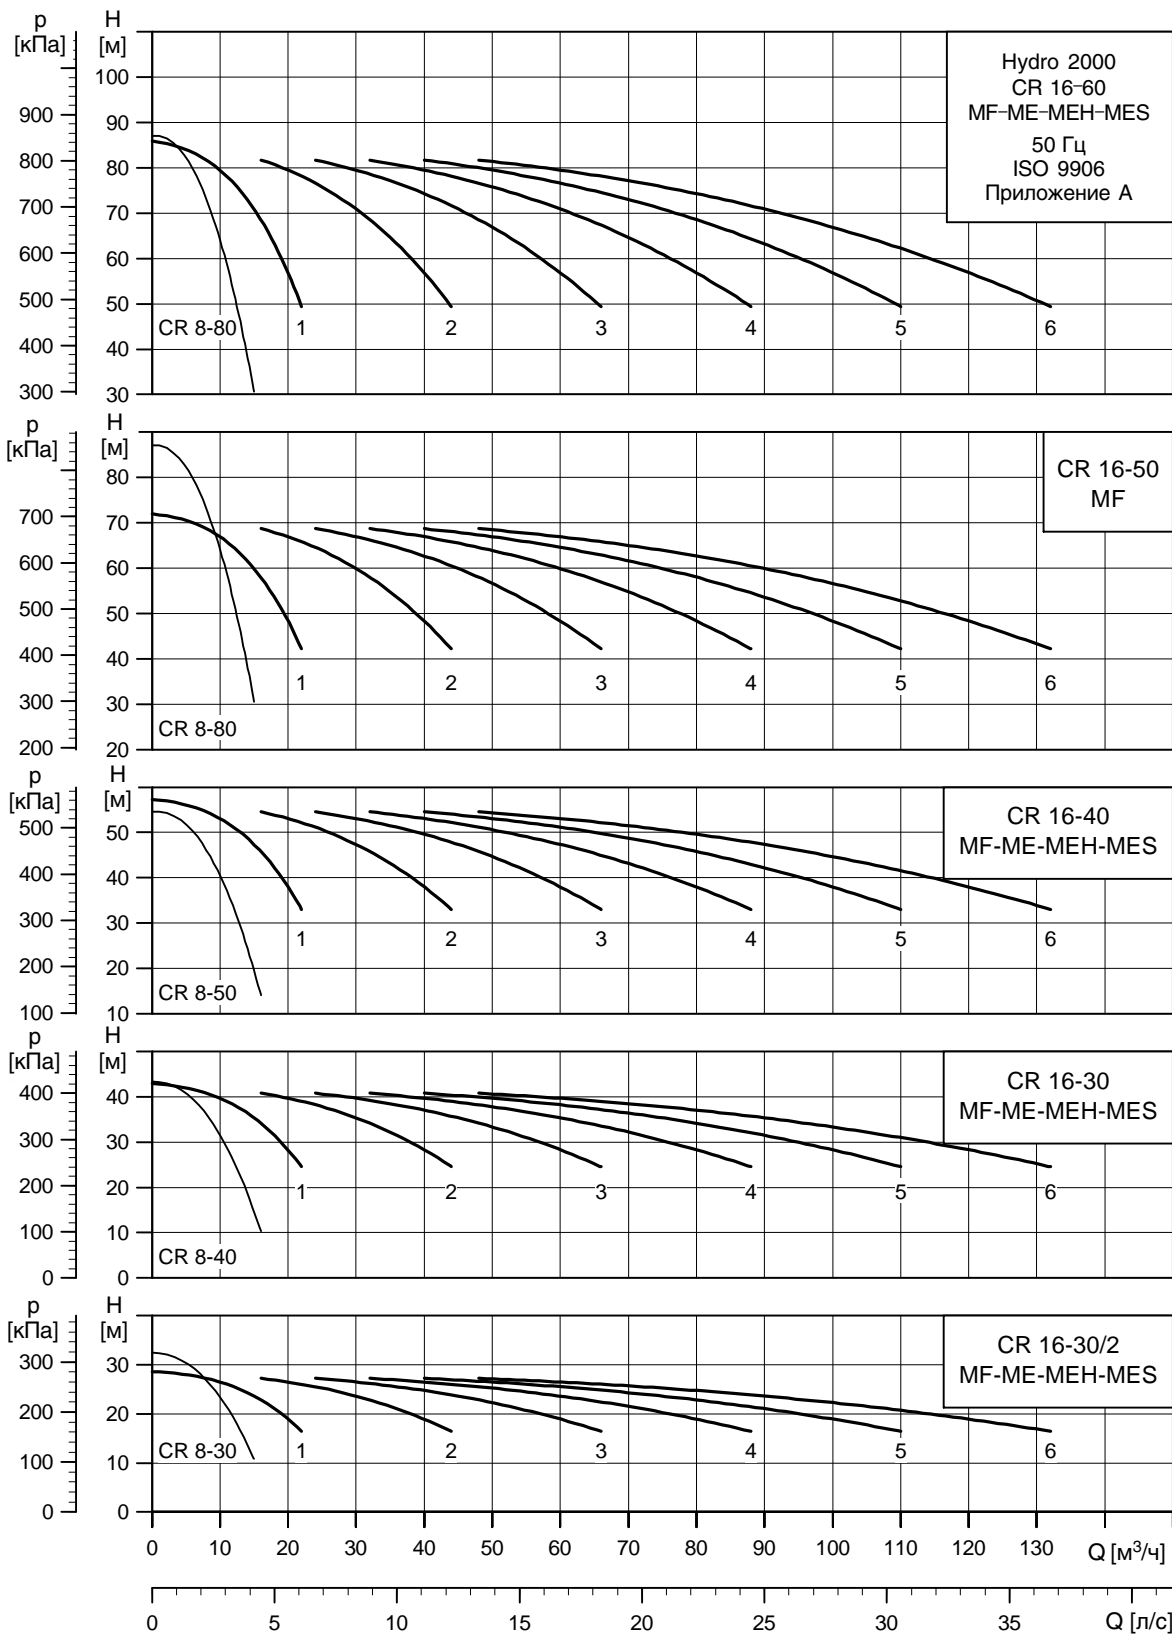 p
[кПа]
H
[м]
Hydro 2000
CR 16-60
MF-ME-MEH-MES
50 Гц
ISO 9906
Приложение А
900
800
700
600
500
400
300
100
90
80
70
60
50
40
30
CR 8-80
1 2 3 4 5 6
p
[кПа]
H
[м]
CR 16-50
MF
700
600
500
400
300
200
80
70
60
50
40
30
20
1 2 3 4 5 6
CR 8-80
p
[кПа]
H
[м]
CR 16-40
MF-ME-MEH-MES
500
400
300
200
100
50
40
30
20
10
1 2 3 4 5 6
CR 8-50
p
[кПа]
H
[м]
CR 16-30
MF-ME-MEH-MES
400
300
200
100
0
40
30
20
10
0
1 2 3 4 5 6
CR 8-40
p
[кПа]
H
[м]
CR 16-30/2
MF-ME-MEH-MES
300
200
100
0
30
20
10
0
CR 8-30
1 2 3 4 5 6
0 10 20 30 40 50 60 70 80 90 100 110 120 130 Q [м³/ч]
0 5 10 15 20 25 30 35 Q [л/с]